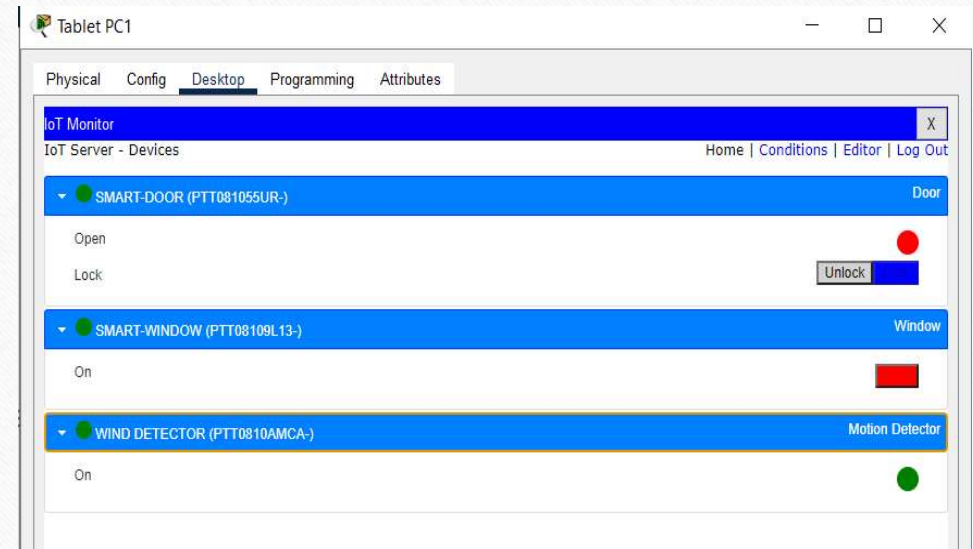 Tablet PC1
Physical Config Desktop Programming Attributes
IoT Monitor X
IoT Server - Devices Home | Conditions | Editor | Log Out
SMART-DOOR (PTT081055UR-) Door
Open
Lock Unlock
SMART-WINDOW (PTT08109L13-) Window
On
WIND DETECTOR (PTT0810AMCA-) Motion Detector
On